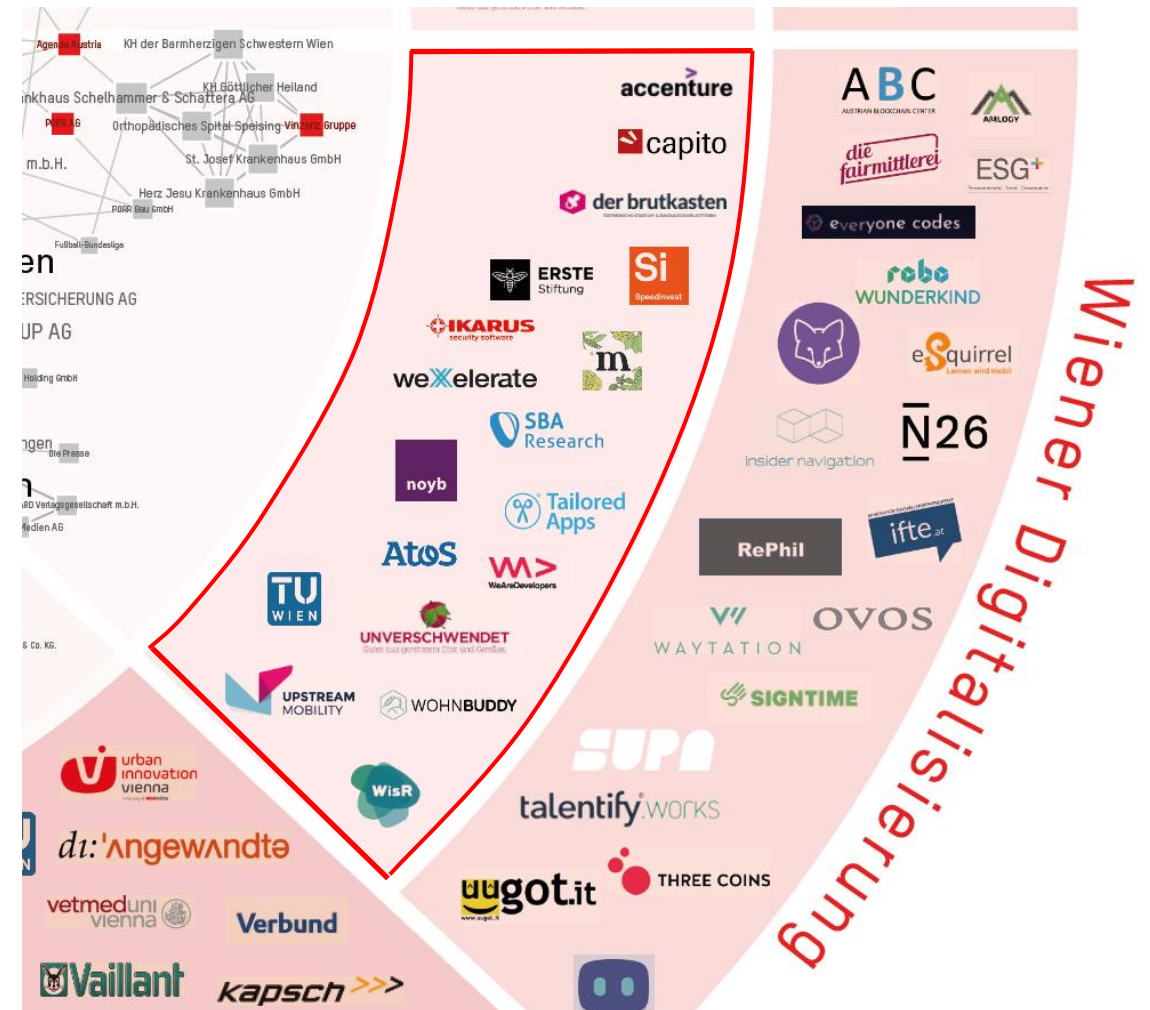 Agenda Austria
KH der Barmherzigen Schwestern Wien
KH Göttlicher Heiland
nkhaus Schelhammer & Schattera AG
PORR AG
Orthopädisches Spital Speising
Vinzenz Gruppe
m.b.H.
St. Josef Krankenhaus GmbH
Herz Jesu Krankenhaus GmbH
PORR Bau GmbH
Fußball-Bundesliga
en
ERSICHERUNG AG
UP AG
Holding GmbH
ngen
Die Presse
n
RD Verlagsgesellschaft m.b.H.
Medien AG
& Co. KG.
accenture
capito
der brutkasten
ERSTE
Stiftung
Si
Speedinvest
IKARUS
security software
m
weXelerate
SBA
Research
noyb
Tailored
Apps
Atos
WeAreDevelopers
TU
WIEN
UNVERSCHWENDET
UPSTREAM
MOBILITY
WOHNBUDDY
WisR
ABC
AUSTRIAN BLOCKCHAIN CENTER
AMLOGY
die
fairmittlerei
ESG+
everyone codes
robo
WUNDERKIND
eSquirrel
Lernen wird mobil
N26
insider navigation
ifte.at
RePhil
WAYTATION
OVOS
SIGNTIME
SUPA
talentify.works
THREE COINS
uugot.it
www.uugot.it
Wiener Digitalisierung
urban
innovation
vienna
U
N
di:'ʌngewʌndtə
vetmeduni
vienna
Verbund
Vaillant
kapsch >>>